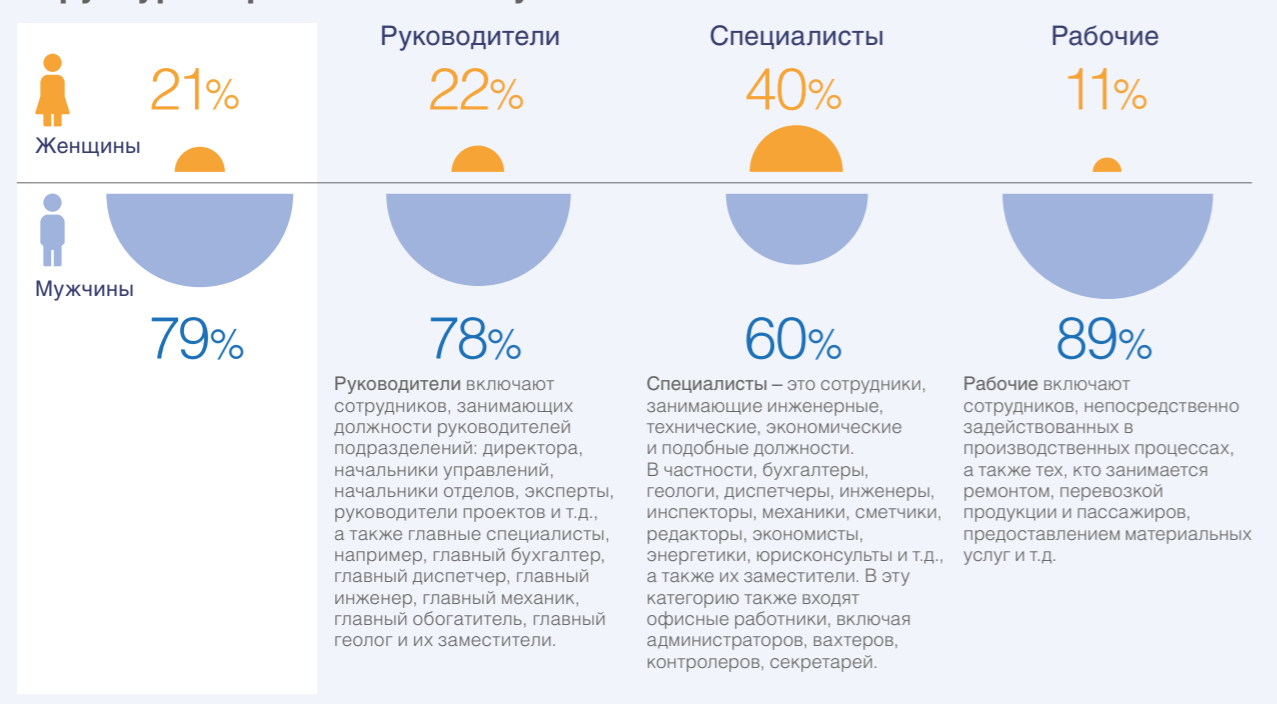 Руководители
Специалисты
Рабочие
21%
22%
40%
11%
Женщины
Мужчины
79%
78%
60%
89%
Руководители включают
сотрудников, занимающих
должности руководителей
подразделений: директора,
начальники управлений,
начальники отделов, эксперты,
руководители проектов и т.д.,
а также главные специалисты,
например, главный бухгалтер,
главный диспетчер, главный
инженер, главный механик,
главный обогатитель, главный
геолог и их заместители.
Специалисты – это сотрудники,
занимающие инженерные,
технические, экономические
и подобные должности.
В частности, бухгалтеры,
геологи, диспетчеры, инженеры,
инспекторы, механики, сметчики,
редакторы, экономисты,
энергетики, юрисконсульты и т.д.,
а также их заместители. В эту
категорию также входят
офисные работники, включая
администраторов, вахтеров,
контролеров, секретарей.
Рабочие включают
сотрудников, непосредственно
задействованных в
производственных процессах,
а также тех, кто занимается
ремонтом, перевозкой
продукции и пассажиров,
предоставлением материальных
услуг и т.д.